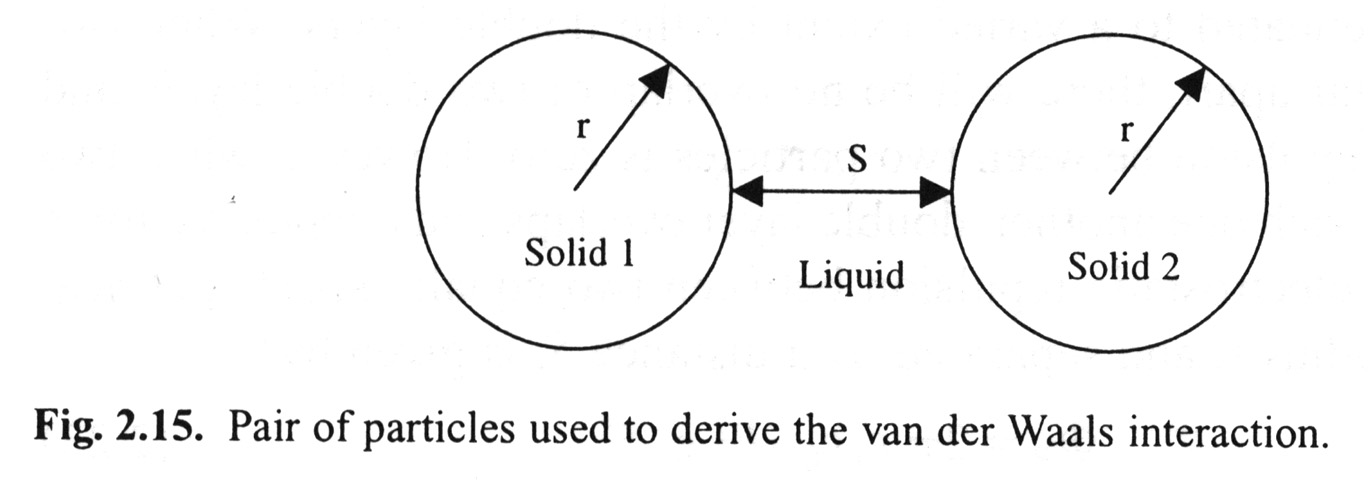 r
r
S
Solid 1
Solid 2
Liquid
Fig. 2.15. Pair of particles used to derive the van der Waals interaction.